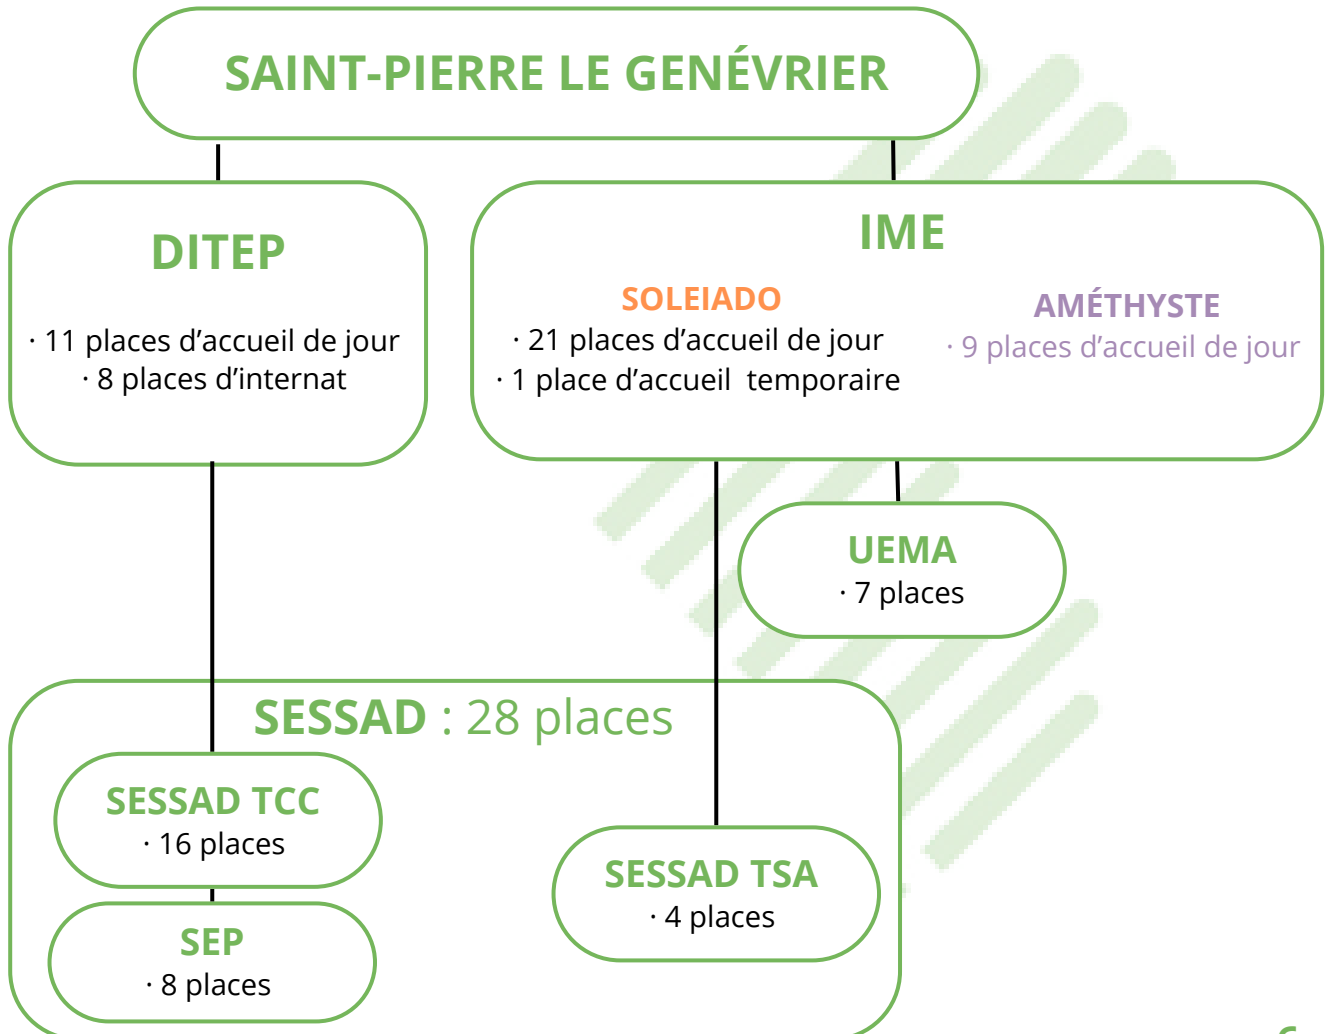 SAINT-PIERRE LE GENÉVRIER
DITEP
· 11 places d’accueil de jour
· 8 places d’internat
IME
SOLEIADO
· 21 places d’accueil de jour
· 1 place d’accueil  temporaire
AMÉTHYSTE
· 9 places d’accueil de jour
UEMA
· 7 places
SESSAD : 28 places
SESSAD TCC
· 16 places
SEP
· 8 places
SESSAD TSA
· 4 places